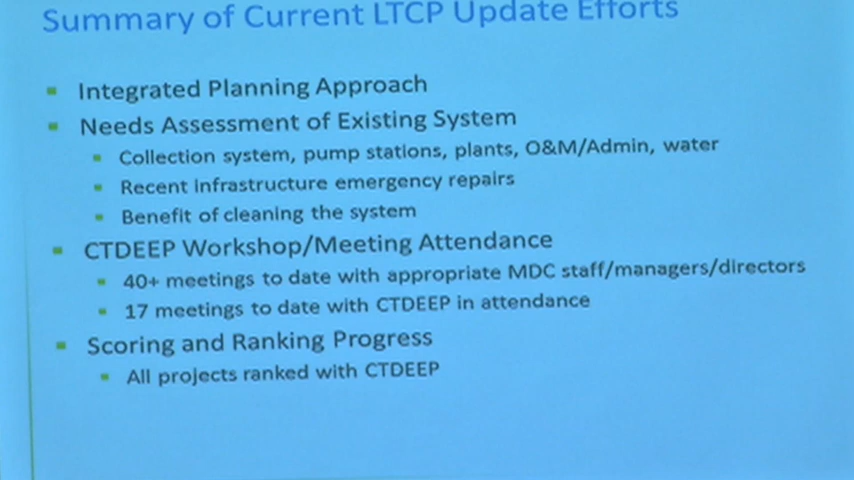 Summary of Current LTCP Update Efforts
Integrated Planning Approach
Needs Assessment of Existing System
Collection system, pump stations, plants, O&M/Admin, water
Recent infrastructure emergency repairs
Benefit of cleaning the system
CTDEEP Workshop/Meeting Attendance
40+ meetings to date with appropriate MDC staff/managers/directors
17 meetings to date with CTDEEP in attendance
Scoring and Ranking Progress
All projects ranked with CTDEEP